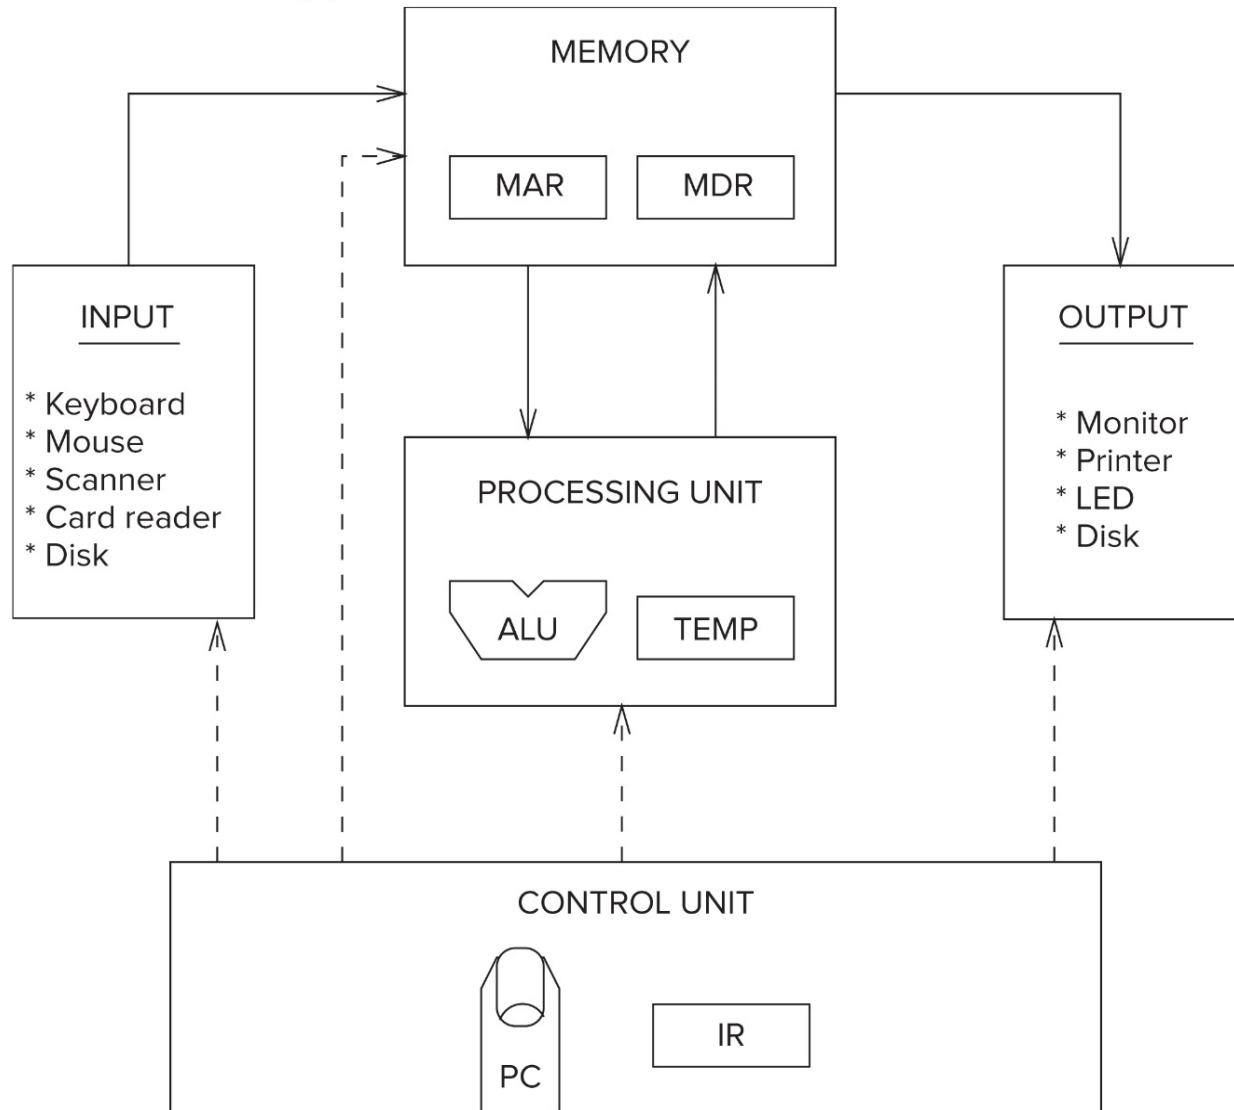 MEMORY
MAR
MDR
INPUT
* Keyboard
* Mouse
* Scanner
* Card reader
* Disk
OUTPUT
* Monitor
* Printer
* LED
* Disk
PROCESSING UNIT
ALU
TEMP
CONTROL UNIT
PC
IR